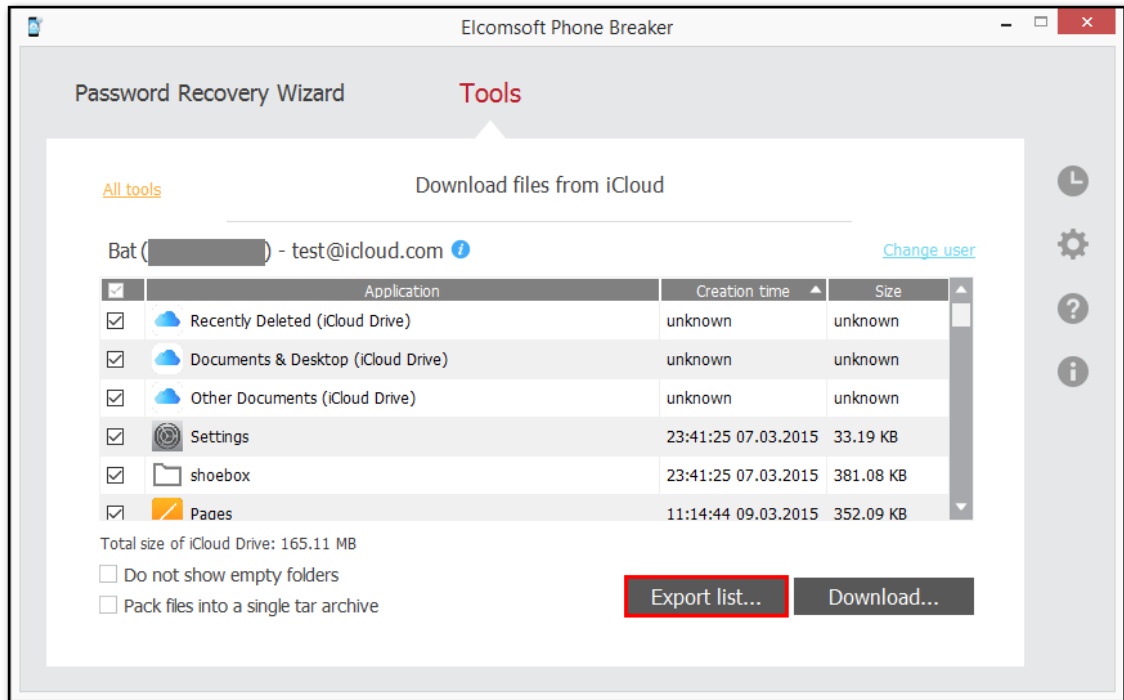 Elcomsoft Phone Breaker
Password Recovery Wizard Tools
All tools
Download files from iCloud
Bat ( ) - test@icloud.com
Change user
Application Creation time Size
Recently Deleted (iCloud Drive) unknown unknown
Documents & Desktop (iCloud Drive) unknown unknown
Other Documents (iCloud Drive) unknown unknown
Settings 23:41:25 07.03.2015 33.19 KB
shoebox 23:41:25 07.03.2015 381.08 KB
Pages 11:14:44 09.03.2015 352.09 KB
Total size of iCloud Drive: 165.11 MB
Do not show empty folders
Pack files into a single tar archive
Export list... Download...